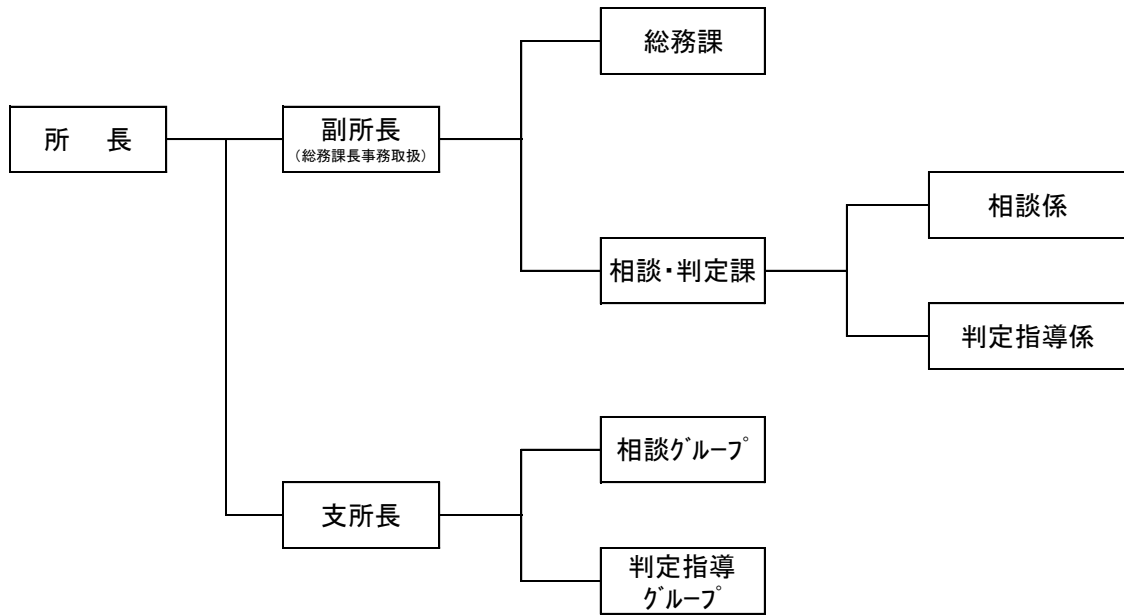 総務課
所　長
副所長
（総務課長事務取扱）
相談係
相談・判定課
判定指導係
相談ｸﾞﾙｰﾌﾟ
支所長
判定指導
ｸﾞﾙｰﾌﾟ